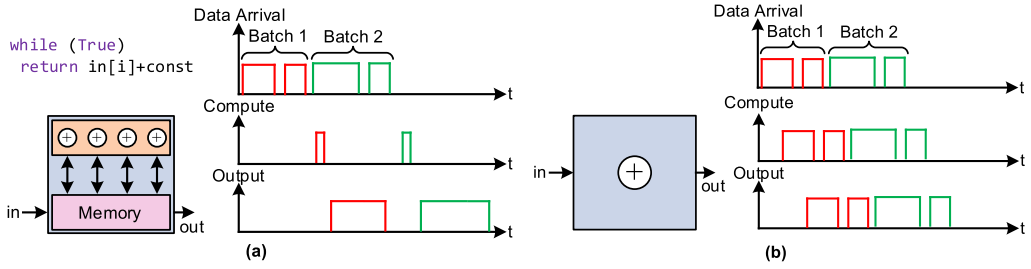 while (True)
return in[i]+const
Data Arrival
Batch 1
Batch 2
t
Compute
t
Output
t
+ + + +
Memory
in
out
(a)
Data Arrival
Batch 1
Batch 2
t
Compute
t
Output
t
+
in
out
(b)